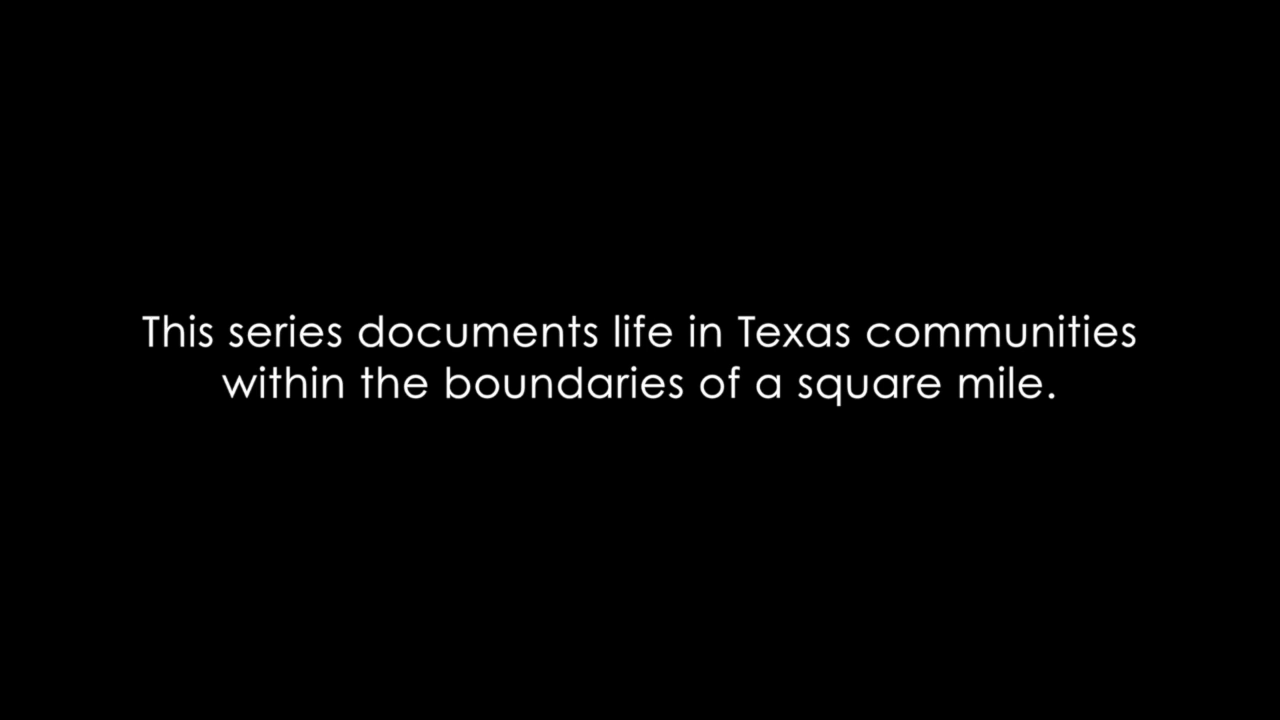 This series documents life in Texas communities
within the boundaries of a square mile.